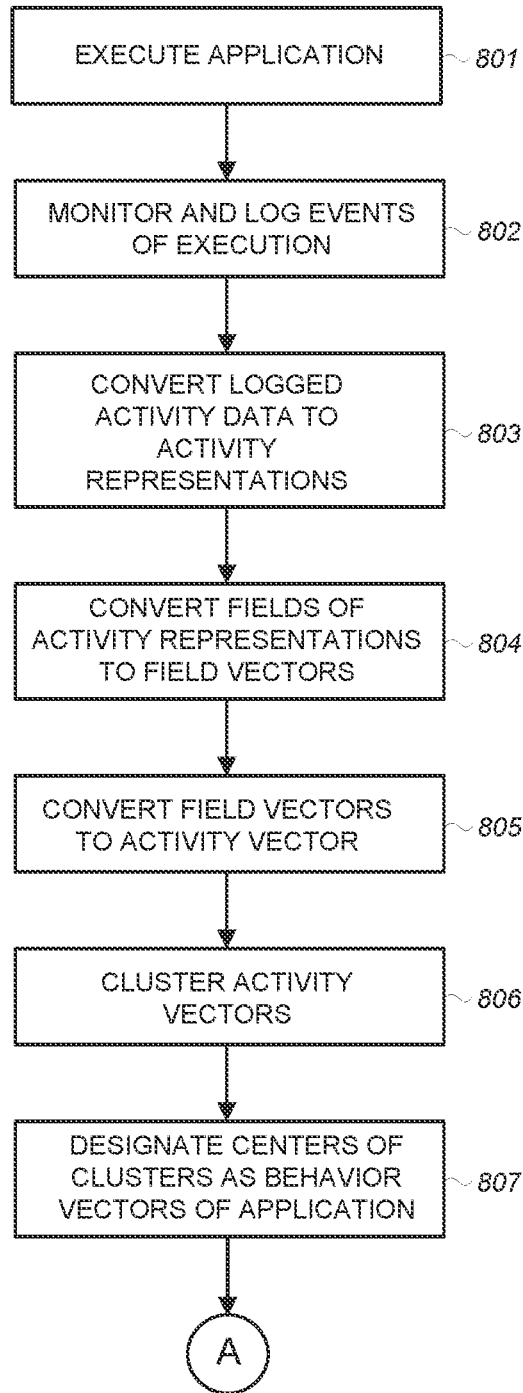 EXECUTE APPLICATION
801
MONITOR AND LOG EVENTS
OF EXECUTION
802
CONVERT LOGGED
ACTIVITY DATA TO
ACTIVITY
REPRESENTATIONS
803
CONVERT FIELDS OF
ACTIVITY REPRESENTATIONS
TO FIELD VECTORS
804
CONVERT FIELD VECTORS
TO ACTIVITY VECTOR
805
CLUSTER ACTIVITY
VECTORS
806
DESIGNATE CENTERS OF
CLUSTERS AS BEHAVIOR
VECTORS OF APPLICATION
807
A